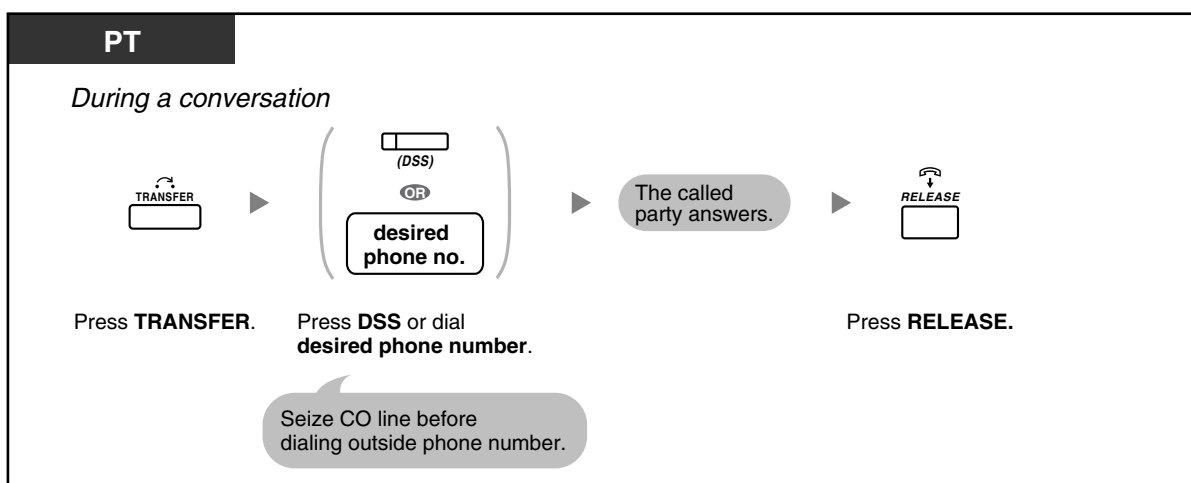 PT
During a conversation
TRANSFER
(DSS)
OR
desired
phone no.
The called
party answers.
RELEASE
Press TRANSFER.
Press DSS or dial
desired phone number.
Press RELEASE.
Seize CO line before
dialing outside phone number.